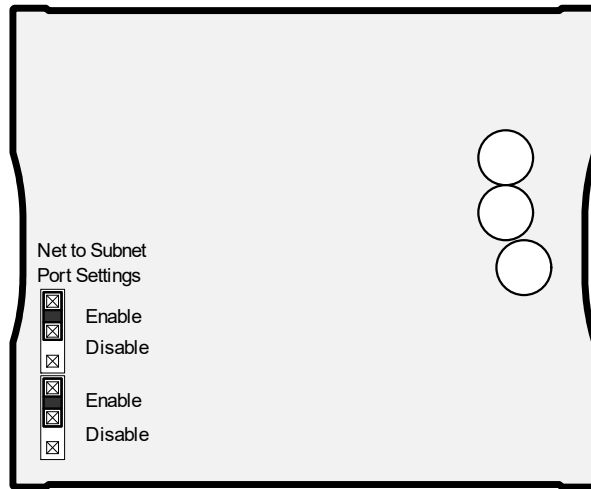 Net to Subnet
Port Settings
Enable
Disable
Enable
Disable